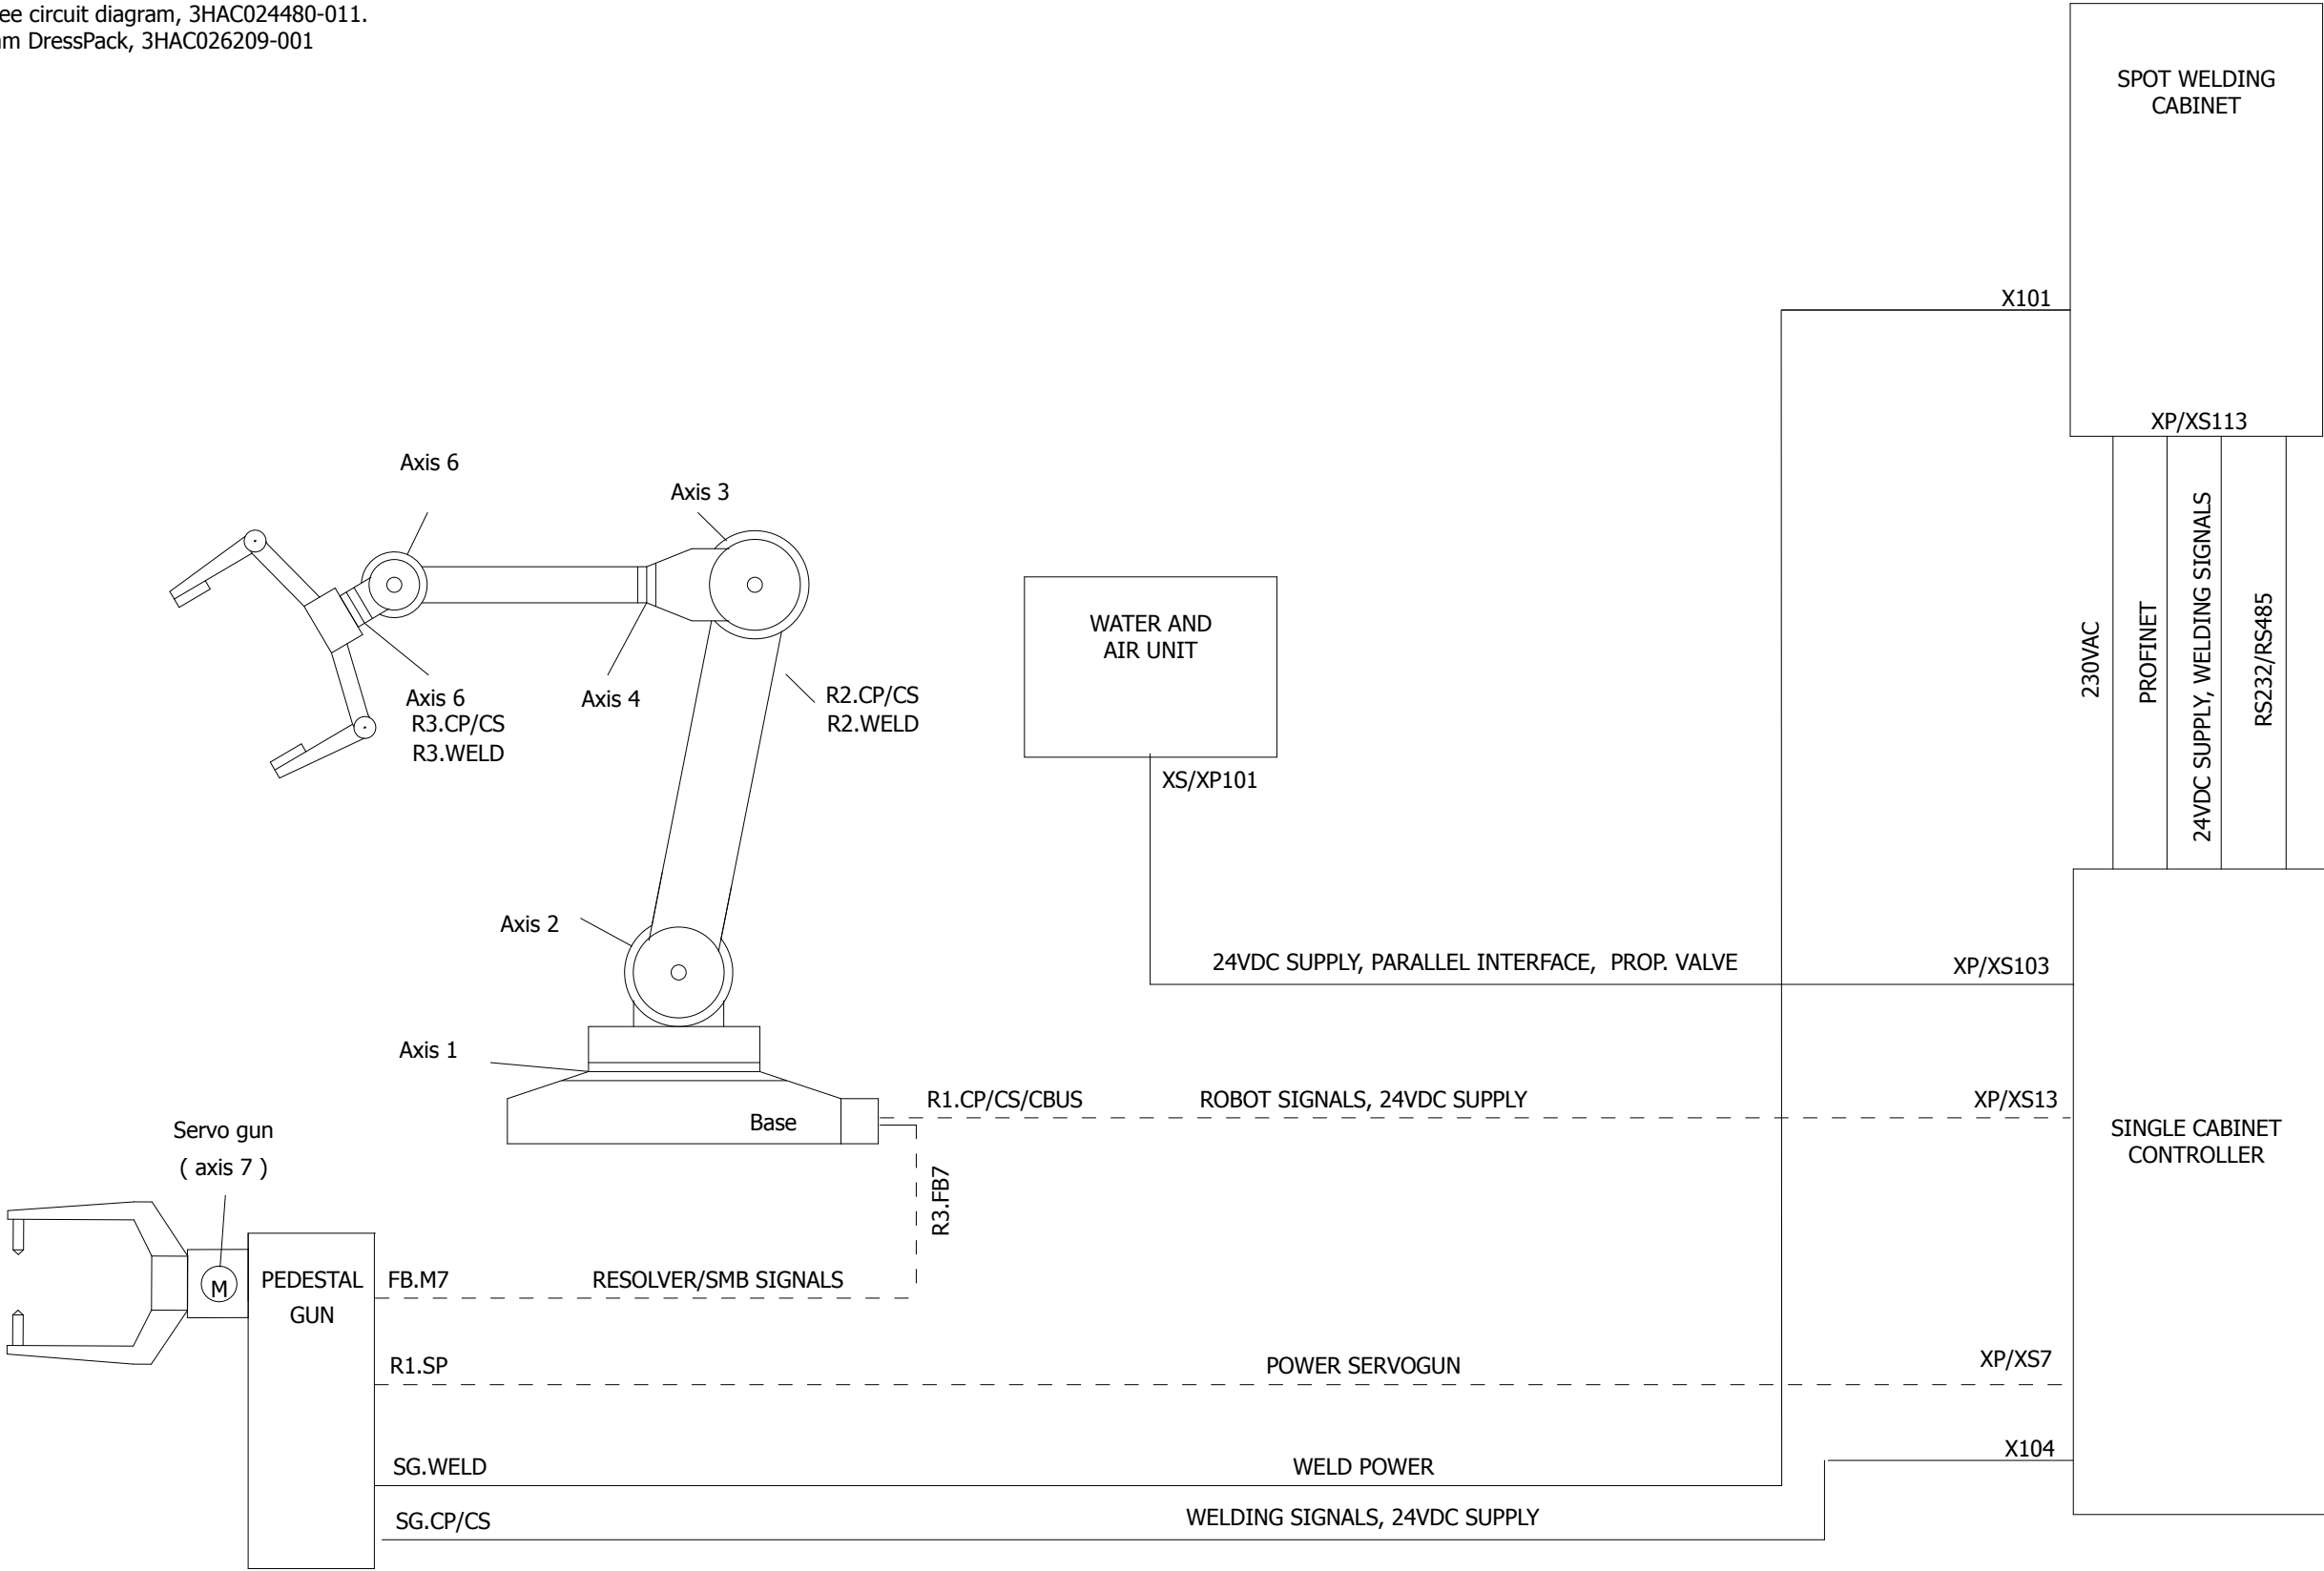 ee circuit diagram, 3HAC024480-011.
m DressPack, 3HAC026209-001
SPOT WELDING
CABINET
X101
XP/XS113
Axis 6
Axis 3
230VAC
PROFINET
24VDC SUPPLY, WELDING SIGNALS
RS232/RS485
WATER AND
AIR UNIT
Axis 6
R3.CP/CS
R3.WELD
Axis 4
R2.CP/CS
R2.WELD
XS/XP101
Axis 2
24VDC SUPPLY, PARALLEL INTERFACE, PROP. VALVE
XP/XS103
Axis 1
R1.CP/CS/CBUS
ROBOT SIGNALS, 24VDC SUPPLY
XP/XS13
Base
SINGLE CABINET
CONTROLLER
Servo gun
( axis 7 )
R3.FB7
M
PEDESTAL
GUN
FB.M7
RESOLVER/SMB SIGNALS
R1.SP
POWER SERVOGUN
XP/XS7
SG.WELD
WELD POWER
X104
SG.CP/CS
WELDING SIGNALS, 24VDC SUPPLY